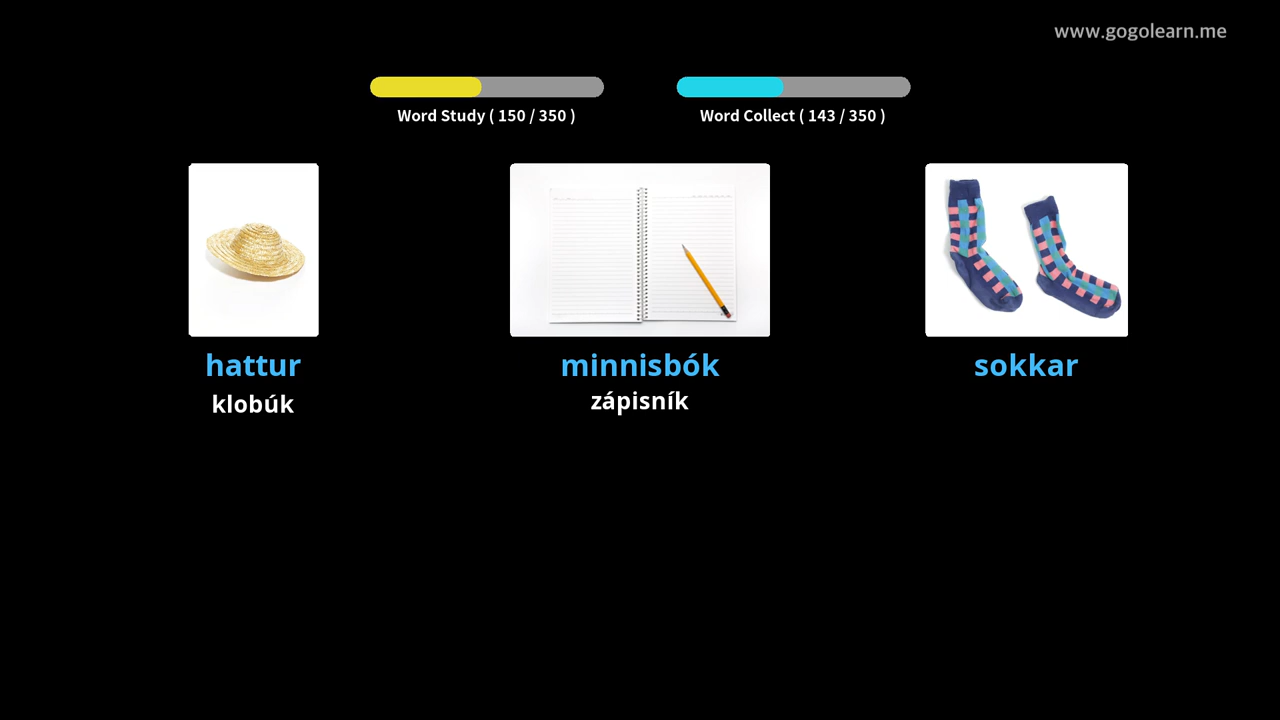 www.gogolearn.me
Word Study ( 150 / 350 )
Word Collect ( 143 / 350 )
hattur
klobúk
minnisbók
zápisník
sokkar